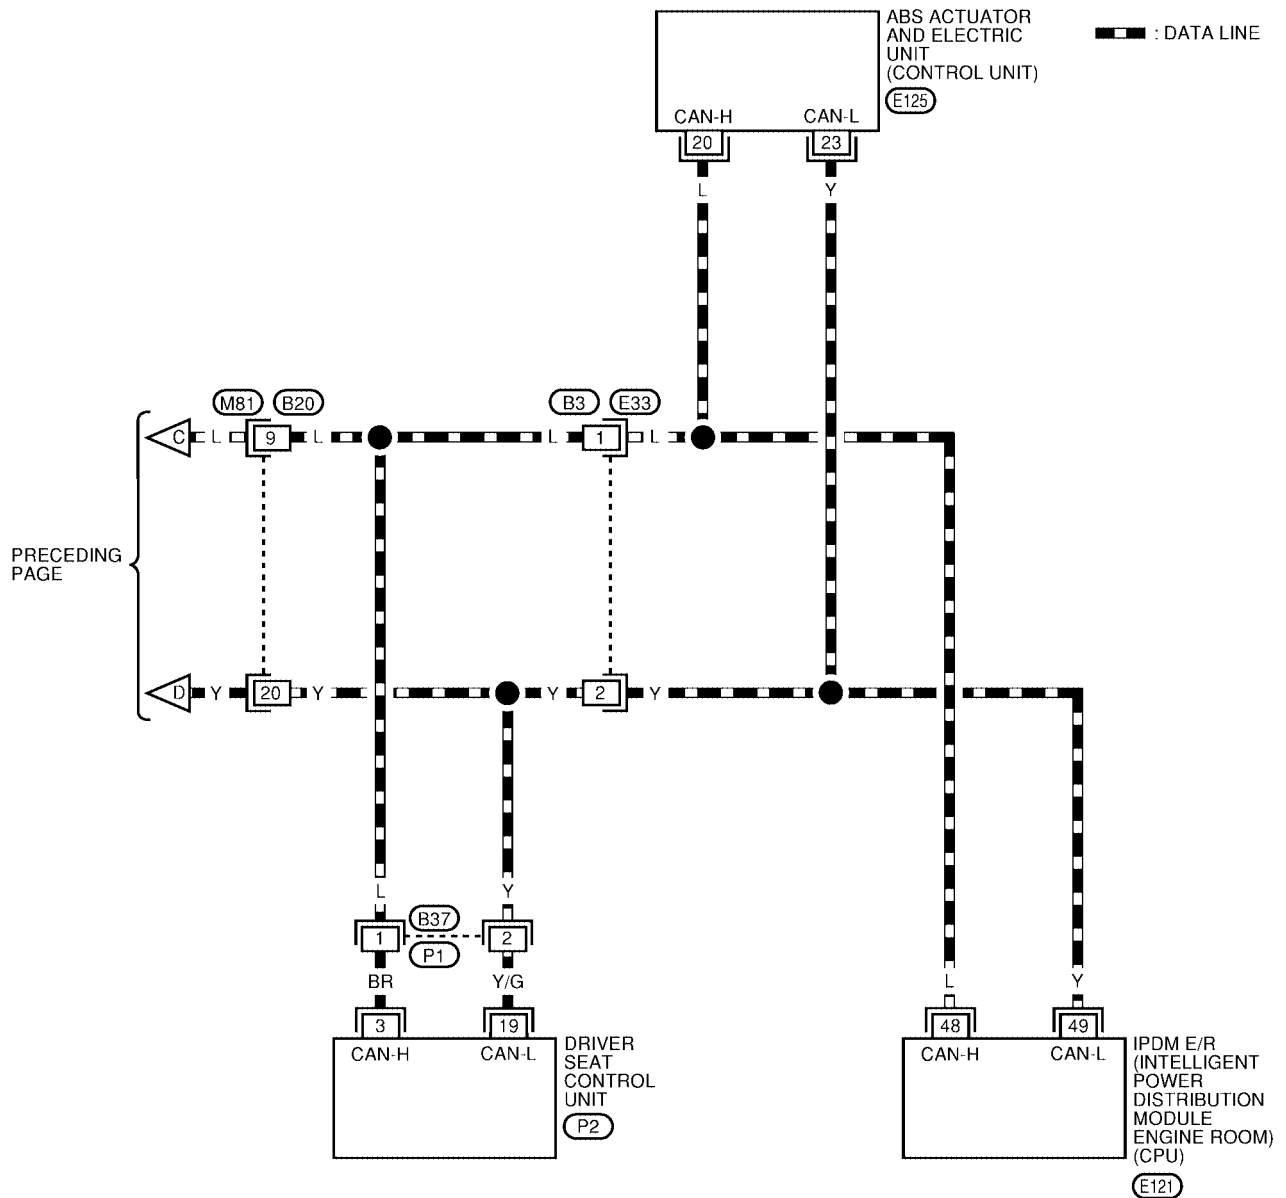 ABS ACTUATOR
AND ELECTRIC
UNIT
(CONTROL UNIT)
E125
: DATA LINE
CAN-H
CAN-L
20
23
L
Y
M81
B20
B3
E33
C
L
9
L
L
1
L
PRECEDING
PAGE
D
Y
20
Y
Y
2
Y
L
Y
B37
1
2
P1
BR
Y/G
L
Y
3
19
48
49
CAN-H
CAN-L
DRIVER
SEAT
CONTROL
UNIT
P2
CAN-H
CAN-L
IPDM E/R
(INTELLIGENT
POWER
DISTRIBUTION
MODULE
ENGINE ROOM)
(CPU)
E121